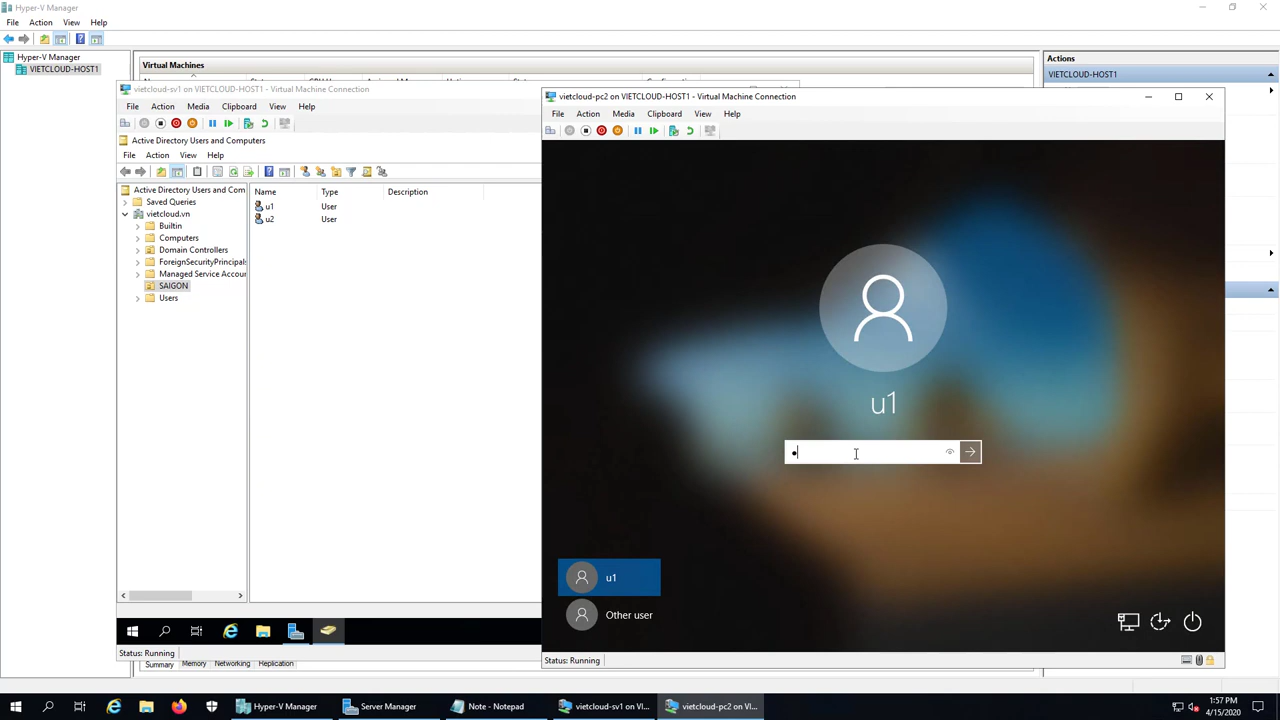 Hyper-V Manager
File Action View Help
Hyper-V Manager
VIETCLOUD-HOST1
Virtual Machines
Actions
VIETCLOUD-HOST1
vietcloud-sv1 on VIETCLOUD-HOST1 - Virtual Machine Connection
File Action Media Clipboard View Help
Active Directory Users and Computers
File Action View Help
Active Directory Users and Com
Saved Queries
vietcloud.vn
Builtin
Computers
Domain Controllers
ForeignSecurityPrincipals
Managed Service Accour
SAIGON
Users
Name Type Description
u1 User
u2 User
Status: Running
Summary Memory Networking Replication
vietcloud-pc2 on VIETCLOUD-HOST1 - Virtual Machine Connection
File Action Media Clipboard View Help
u1
u1
Other user
Status: Running
Hyper-V Manager
Server Manager
Note - Notepad
vietcloud-sv1 on VI...
vietcloud-pc2 on VI...
1:57 PM
4/15/2020